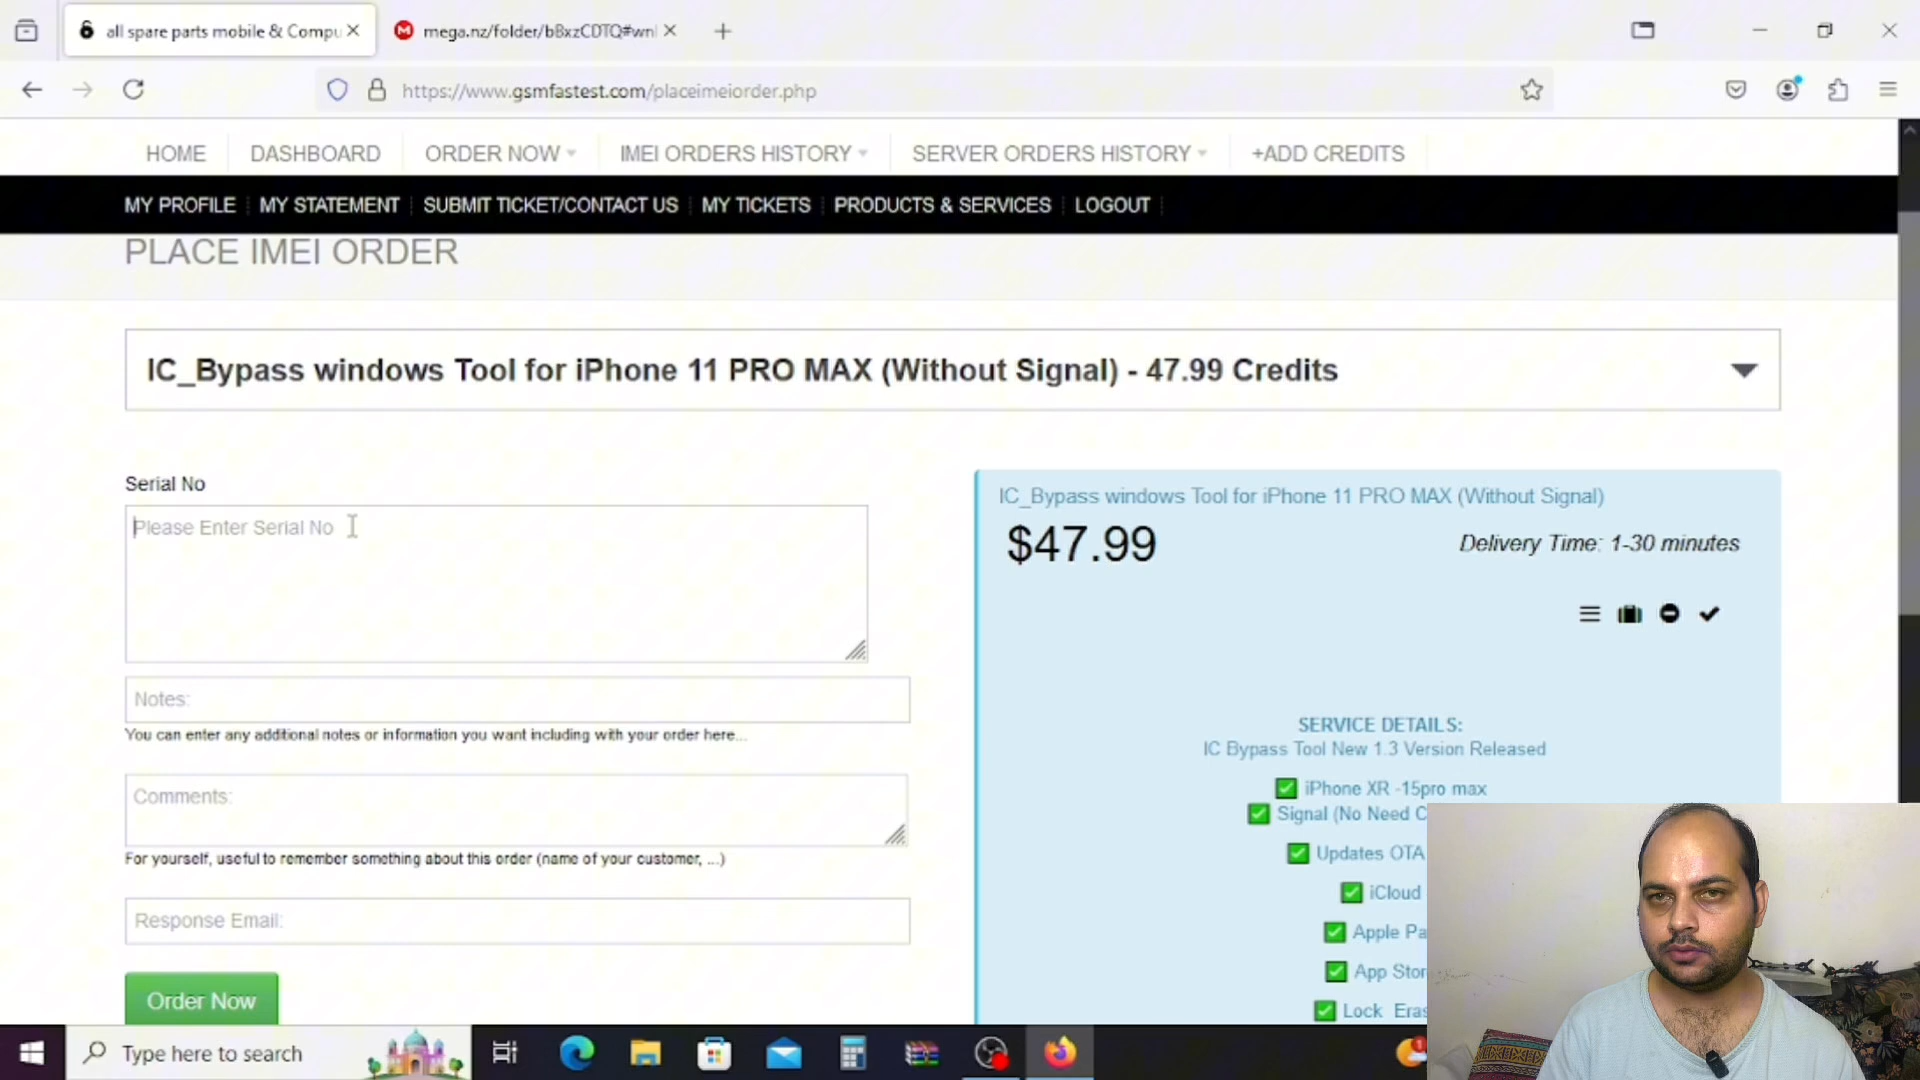 all spare parts mobile & Compu
mega.nz/folder/bBxzCDTQ#wnl
https://www.gsmfastest.com/placeimeiorder.php
HOME
DASHBOARD
ORDER NOW
IMEI ORDERS HISTORY
SERVER ORDERS HISTORY
+ADD CREDITS
MY PROFILE
MY STATEMENT
SUBMIT TICKET/CONTACT US
MY TICKETS
PRODUCTS & SERVICES
LOGOUT
PLACE IMEI ORDER
IC_Bypass windows Tool for iPhone 11 PRO MAX (Without Signal) - 47.99 Credits
Serial No
Please Enter Serial No
Notes:
You can enter any additional notes or information you want including with your order here...
Comments:
For yourself, useful to remember something about this order (name of your customer, ...)
Response Email:
Order Now
IC_Bypass windows Tool for iPhone 11 PRO MAX (Without Signal)
$47.99
Delivery Time: 1-30 minutes
SERVICE DETAILS:
IC Bypass Tool New 1.3 Version Released
iPhone XR -15pro max
Signal (No Need C
Updates OTA
iCloud
Apple Pa
App Stor
Lock Eras
Type here to search
1